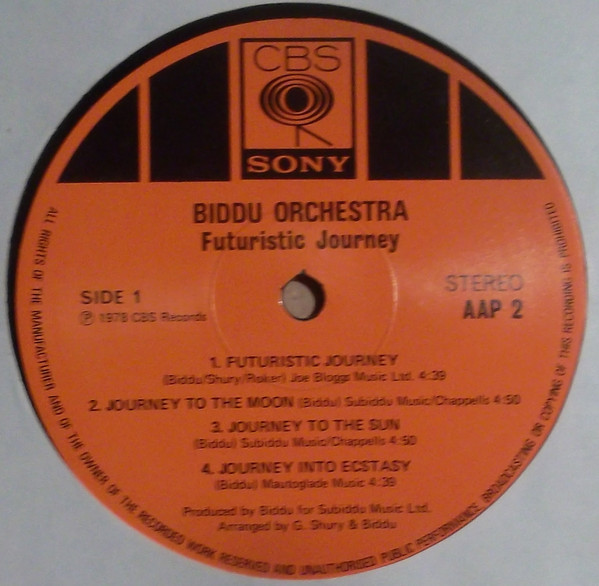 CBS
SONY
BIDDU ORCHESTRA
Futuristic Journey
SIDE 1
℗ 1978 CBS Records
STEREO
AAP 2
1. FUTURISTIC JOURNEY
(Biddu/Shury/Roker) Joe Bloggs Music Ltd. 4:39
2. JOURNEY TO THE MOON (Biddu) Subiddu Music/Chappells 4:50
3. JOURNEY TO THE SUN
(Biddu) Subiddu Music/Chappells 4:50
4. JOURNEY INTO ECSTASY
(Biddu) Mautoglade Music 4:39
Produced by Biddu for Subiddu Music Ltd.
Arranged by G. Shury & Biddu
ALL RIGHTS OF THE MANUFACTURER AND OF THE OWNER OF THE RECORDED WORK RESERVED AND UNAUTHORISED PUBLIC PERFORMANCE, BROADCASTING OR COPYING OF THIS RECORDING IS PROHIBITED